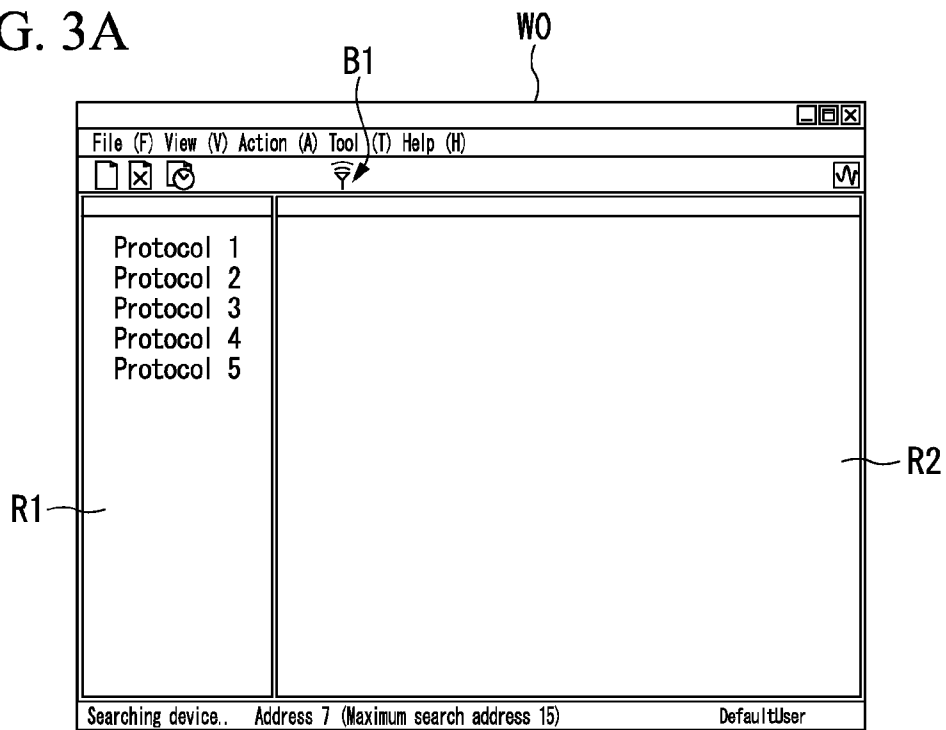 G. 3A
W0
B1
File (F) View (V) Action (A) Tool (T) Help (H)
Protocol 1
Protocol 2
Protocol 3
Protocol 4
Protocol 5
R2
R1
Searching device.. Address 7 (Maximum search address 15) DefaultUser